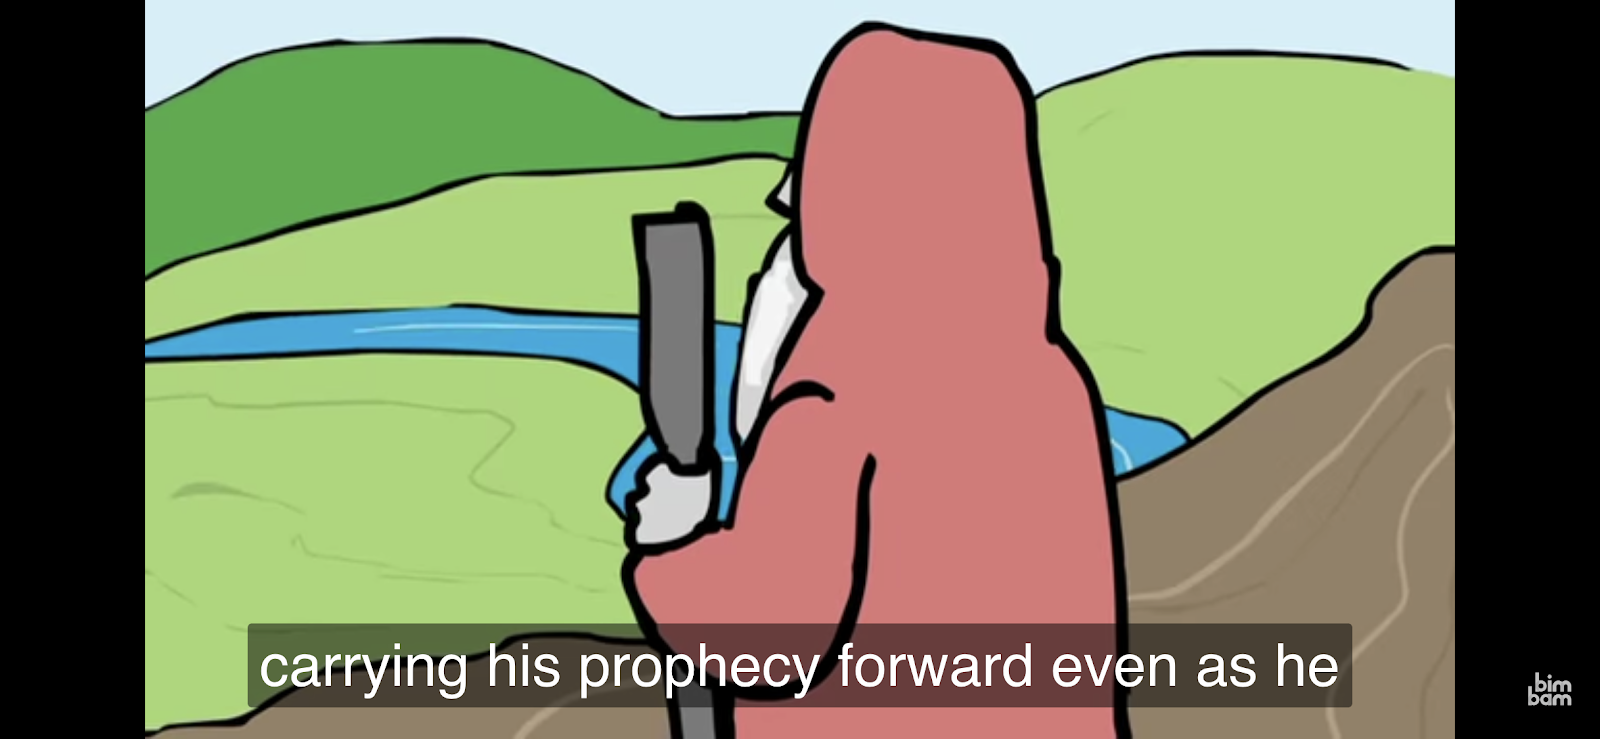 carrying his prophecy forward even as he
bim
bam